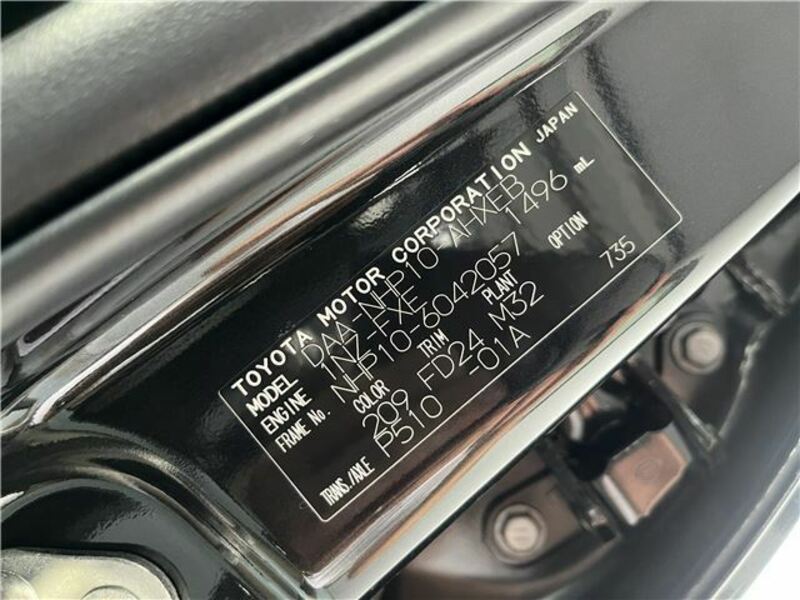 TOYOTA MOTOR CORPORATION JAPAN
MODEL DAA-NHP10-AHXEB
ENGINE 1NZ-FXE 1496 mL
FRAME No. NHP10-6042057
COLOR TRIM PLANT OPTION
209 FD24 M32 735
TRANS./AXLE P510 -01A